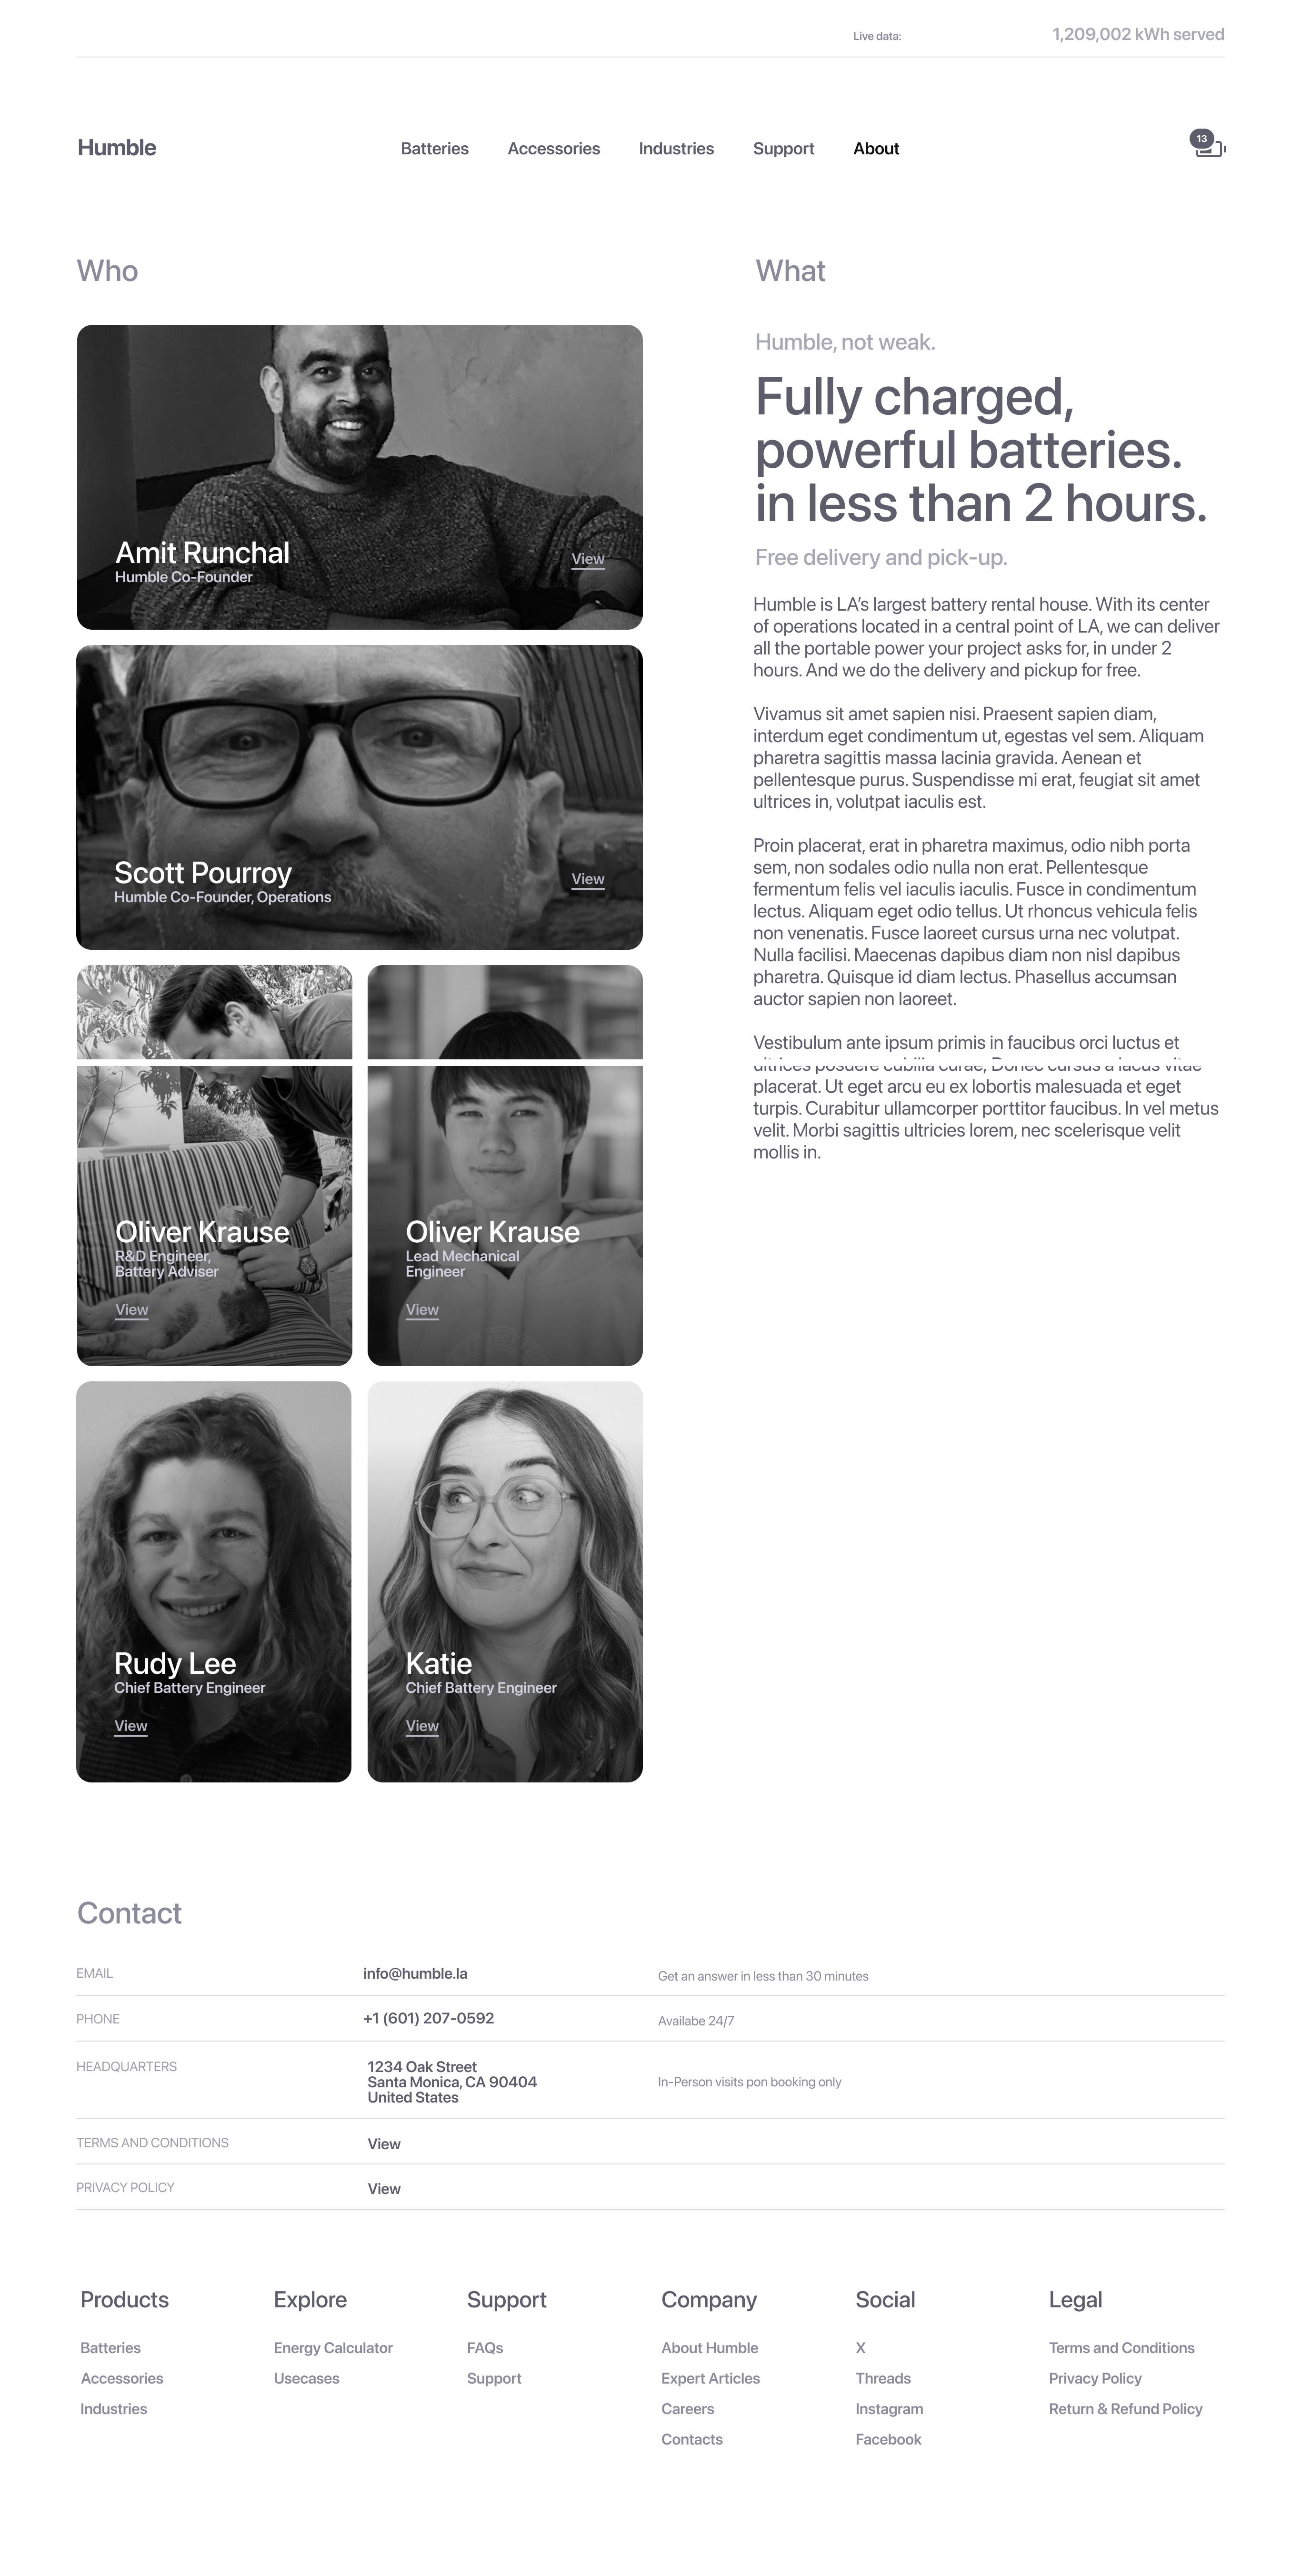 Live data:
1,209,002 kWh served
Humble
Batteries
Accessories
Industries
Support
About
13
Who
Amit Runchal
Humble Co-Founder
View
Scott Pourroy
Humble Co-Founder, Operations
View
Oliver Krause
R&D Engineer,
Battery Adviser
View
Oliver Krause
Lead Mechanical
Engineer
View
Rudy Lee
Chief Battery Engineer
View
Katie
Chief Battery Engineer
View
What
Humble, not weak.
Fully charged,
powerful batteries.
in less than 2 hours.
Free delivery and pick-up.
Humble is LA’s largest battery rental house. With its center
of operations located in a central point of LA, we can deliver
all the portable power your project asks for, in under 2
hours. And we do the delivery and pickup for free.
Vivamus sit amet sapien nisi. Praesent sapien diam,
interdum eget condimentum ut, egestas vel sem. Aliquam
pharetra sagittis massa lacinia gravida. Aenean et
pellentesque purus. Suspendisse mi erat, feugiat sit amet
ultrices in, volutpat iaculis est.
Proin placerat, erat in pharetra maximus, odio nibh porta
sem, non sodales odio nulla non erat. Pellentesque
fermentum felis vel iaculis iaculis. Fusce in condimentum
lectus. Aliquam eget odio tellus. Ut rhoncus vehicula felis
non venenatis. Fusce laoreet cursus urna nec volutpat.
Nulla facilisi. Maecenas dapibus diam non nisl dapibus
pharetra. Quisque id diam lectus. Phasellus accumsan
auctor sapien non laoreet.
Vestibulum ante ipsum primis in faucibus orci luctus et
ultrices posuere cubilia curae; Donec cursus a lacus vitae
placerat. Ut eget arcu eu ex lobortis malesuada et eget
turpis. Curabitur ullamcorper porttitor faucibus. In vel metus
velit. Morbi sagittis ultricies lorem, nec scelerisque velit
mollis in.
Contact
EMAIL
info@humble.la
Get an answer in less than 30 minutes
PHONE
+1 (601) 207-0592
Availabe 24/7
HEADQUARTERS
1234 Oak Street
Santa Monica, CA 90404
United States
In-Person visits pon booking only
TERMS AND CONDITIONS
View
PRIVACY POLICY
View
Products
Batteries
Accessories
Industries
Explore
Energy Calculator
Usecases
Support
FAQs
Support
Company
About Humble
Expert Articles
Careers
Contacts
Social
X
Threads
Instagram
Facebook
Legal
Terms and Conditions
Privacy Policy
Return & Refund Policy